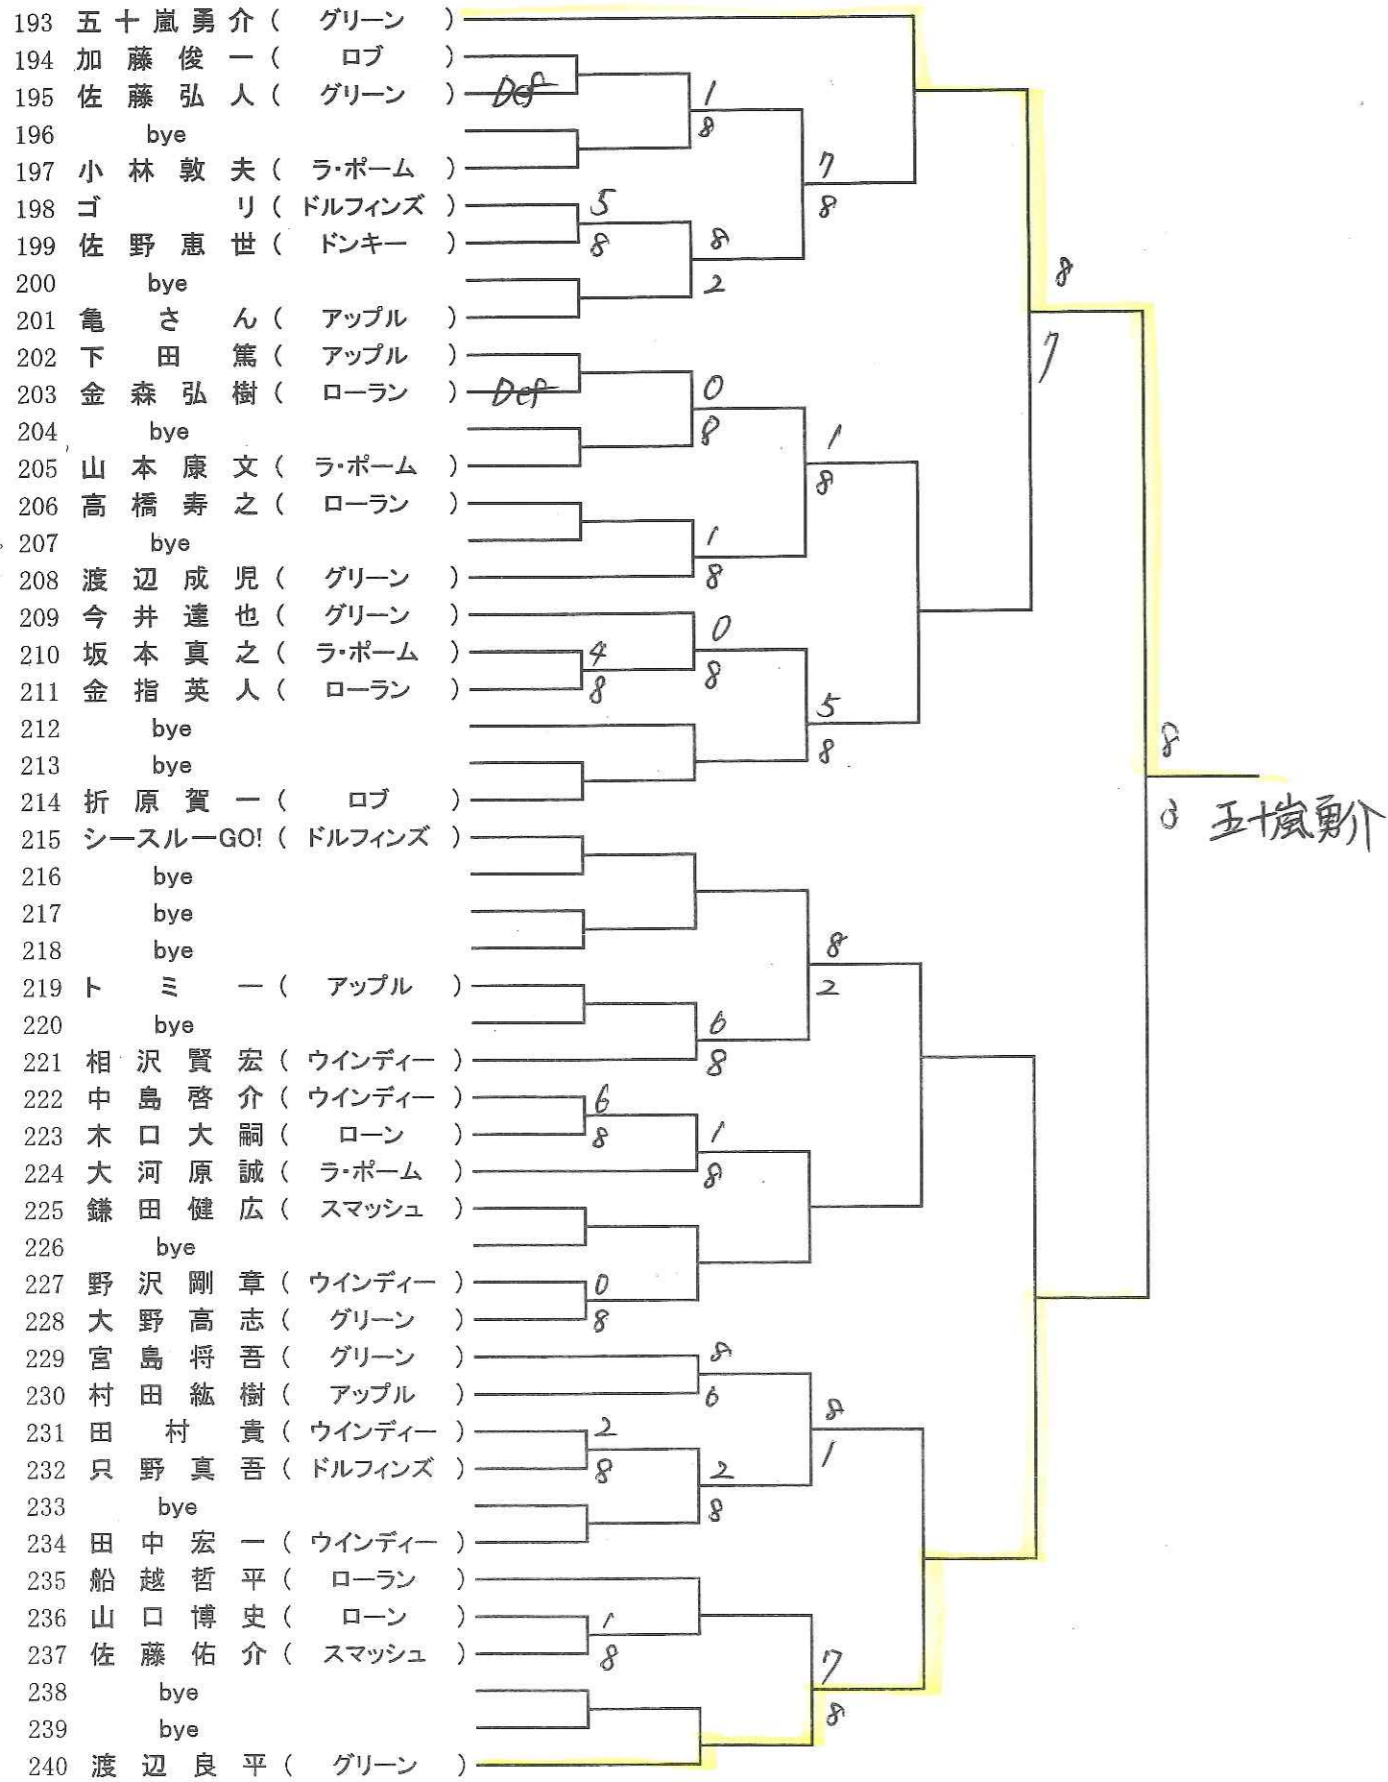 193 五十嵐勇介 ( グリーン )
194 加藤俊一 ( ロブ )
195 佐藤弘人 ( グリーン ) Def
1
8
196 bye
197 小林敦夫 ( ラ・ポーム )
7
8
198 ゴリ ( ドルフィンズ ) 5
199 佐野恵世 ( ドンキー ) 8
8
2
200 bye
8
7
201 亀さん ( アップル )
202 下田篤 ( アップル )
203 金森弘樹 ( ローラン ) Def
0
8
204 bye
1
8
205 山本康文 ( ラ・ポーム )
206 高橋寿之 ( ローラン )
207 bye
1
8
208 渡辺成児 ( グリーン )
209 今井達也 ( グリーン )
0
8
210 坂本真之 ( ラ・ポーム ) 4
211 金指英人 ( ローラン ) 8
5
8
212 bye
8
213 bye
214 折原賀一 ( ロブ )
五十嵐勇介
215 シースルーGO! ( ドルフィンズ )
216 bye
217 bye
218 bye
8
2
219 トミー ( アップル )
220 bye
6
8
221 相沢賢宏 ( ウインディー )
222 中島啓介 ( ウインディー ) 6
223 木口大嗣 ( ローン ) 8
1
8
224 大河原誠 ( ラ・ポーム )
225 鎌田健広 ( スマッシュ )
226 bye
227 野沢剛章 ( ウインディー ) 0
228 大野高志 ( グリーン ) 8
229 宮島将吾 ( グリーン ) 8
230 村田紘樹 ( アップル ) 6
8
1
231 田村貴 ( ウインディー ) 2
232 只野真吾 ( ドルフィンズ ) 8
2
8
233 bye
234 田中宏一 ( ウインディー )
235 船越哲平 ( ローラン )
236 山口博史 ( ローン ) 1
237 佐藤佑介 ( スマッシュ ) 8
7
8
238 bye
239 bye
240 渡辺良平 ( グリーン )